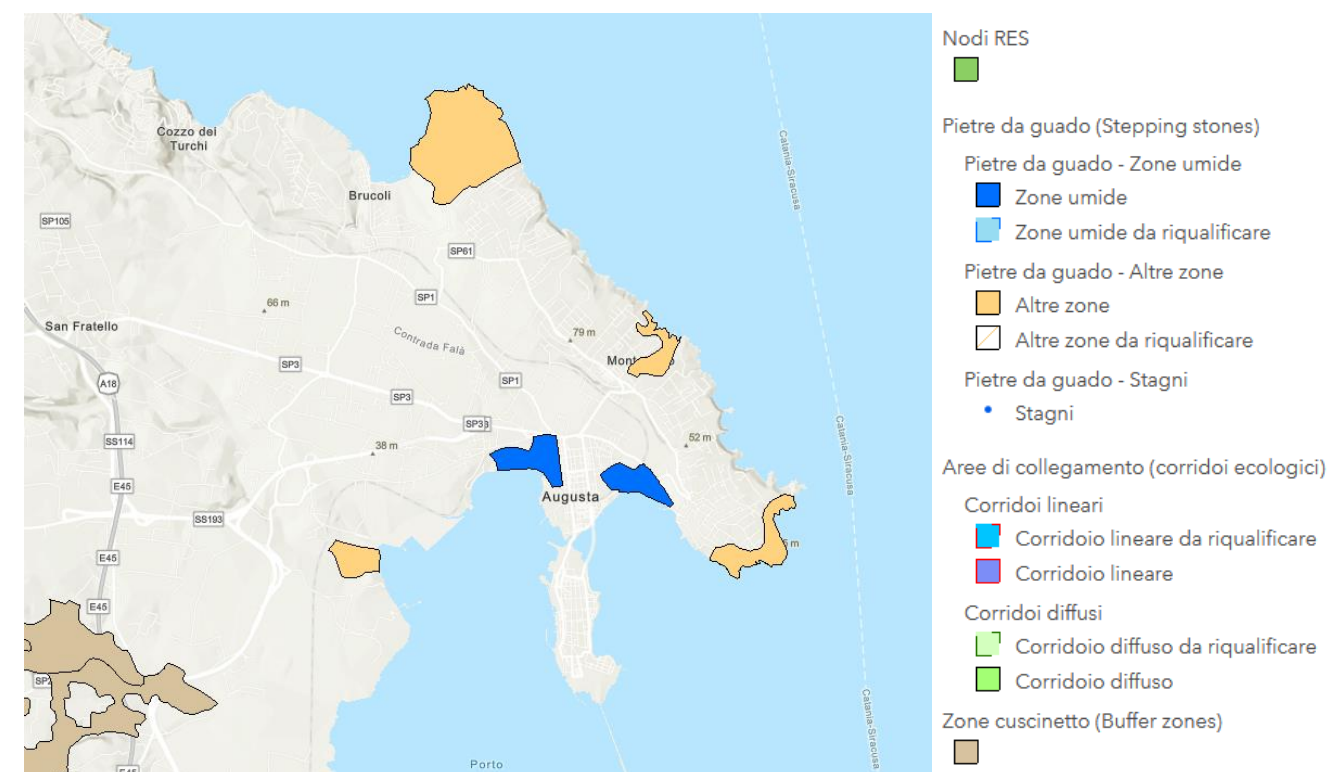 Cozzo dei
Turchi
Catania-Siracusa
Brucoli
SP105
SP61
66 m
SP1
San Fratello
Contrada Falà
79 m
SP3
A18
SP1
SP3
Catania-Siracusa
SP3
38 m
52 m
SS114
E45
Augusta
SS193
E45
E45
Catania-Siracusa
Porto
E45
Nodi RES
Pietre da guado (Stepping stones)
Pietre da guado - Zone umide
Zone umide
Zone umide da riqualificare
Pietre da guado - Altre zone
Altre zone
Altre zone da riqualificare
Pietre da guado - Stagni
Stagni
Aree di collegamento (corridoi ecologici)
Corridoi lineari
Corridoio lineare da riqualificare
Corridoio lineare
Corridoi diffusi
Corridoio diffuso da riqualificare
Corridoio diffuso
Zone cuscinetto (Buffer zones)